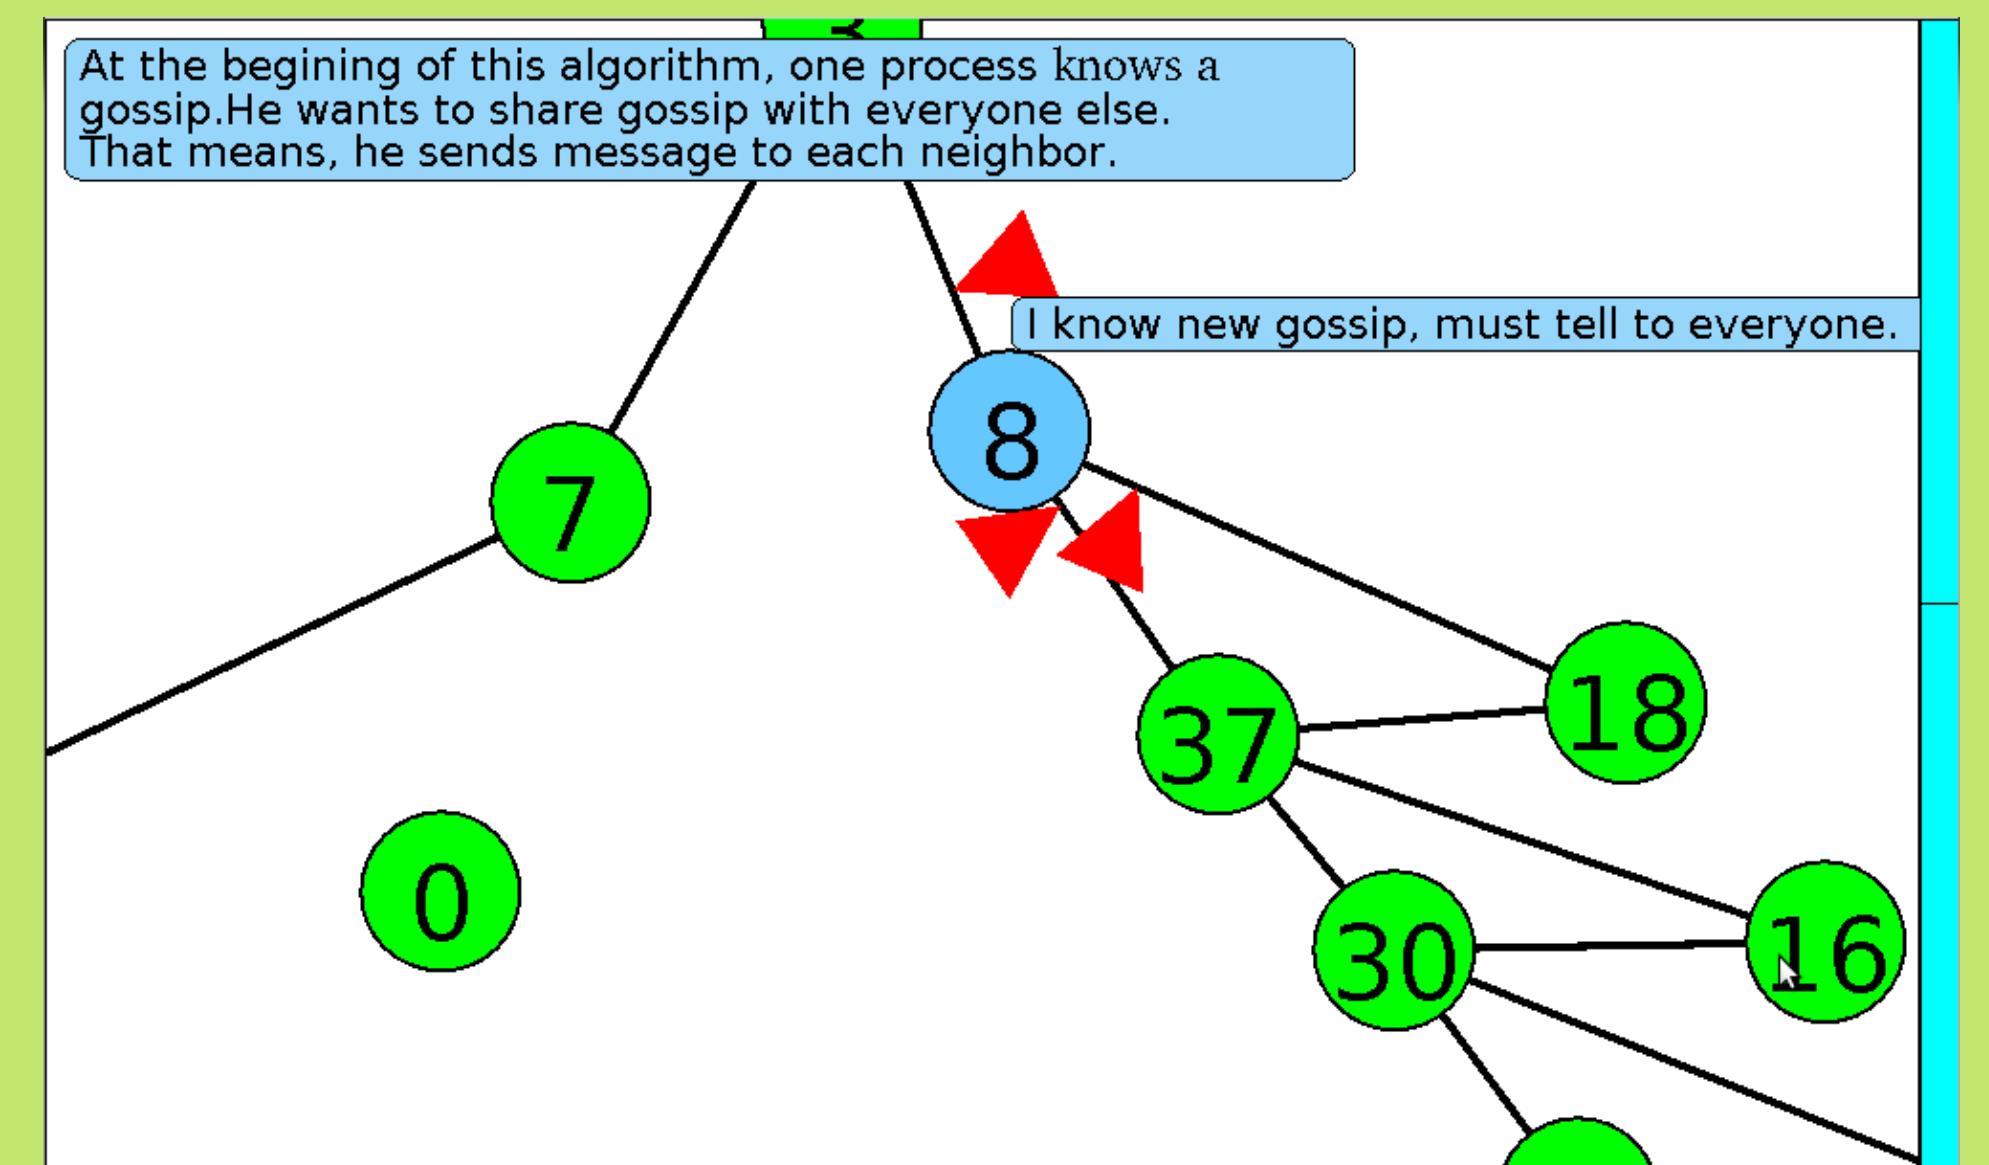 At the begining of this algorithm, one process knows a
gossip.He wants to share gossip with everyone else.
That means, he sends message to each neighbor.
I know new gossip, must tell to everyone.
8
7
18
37
0
30
16